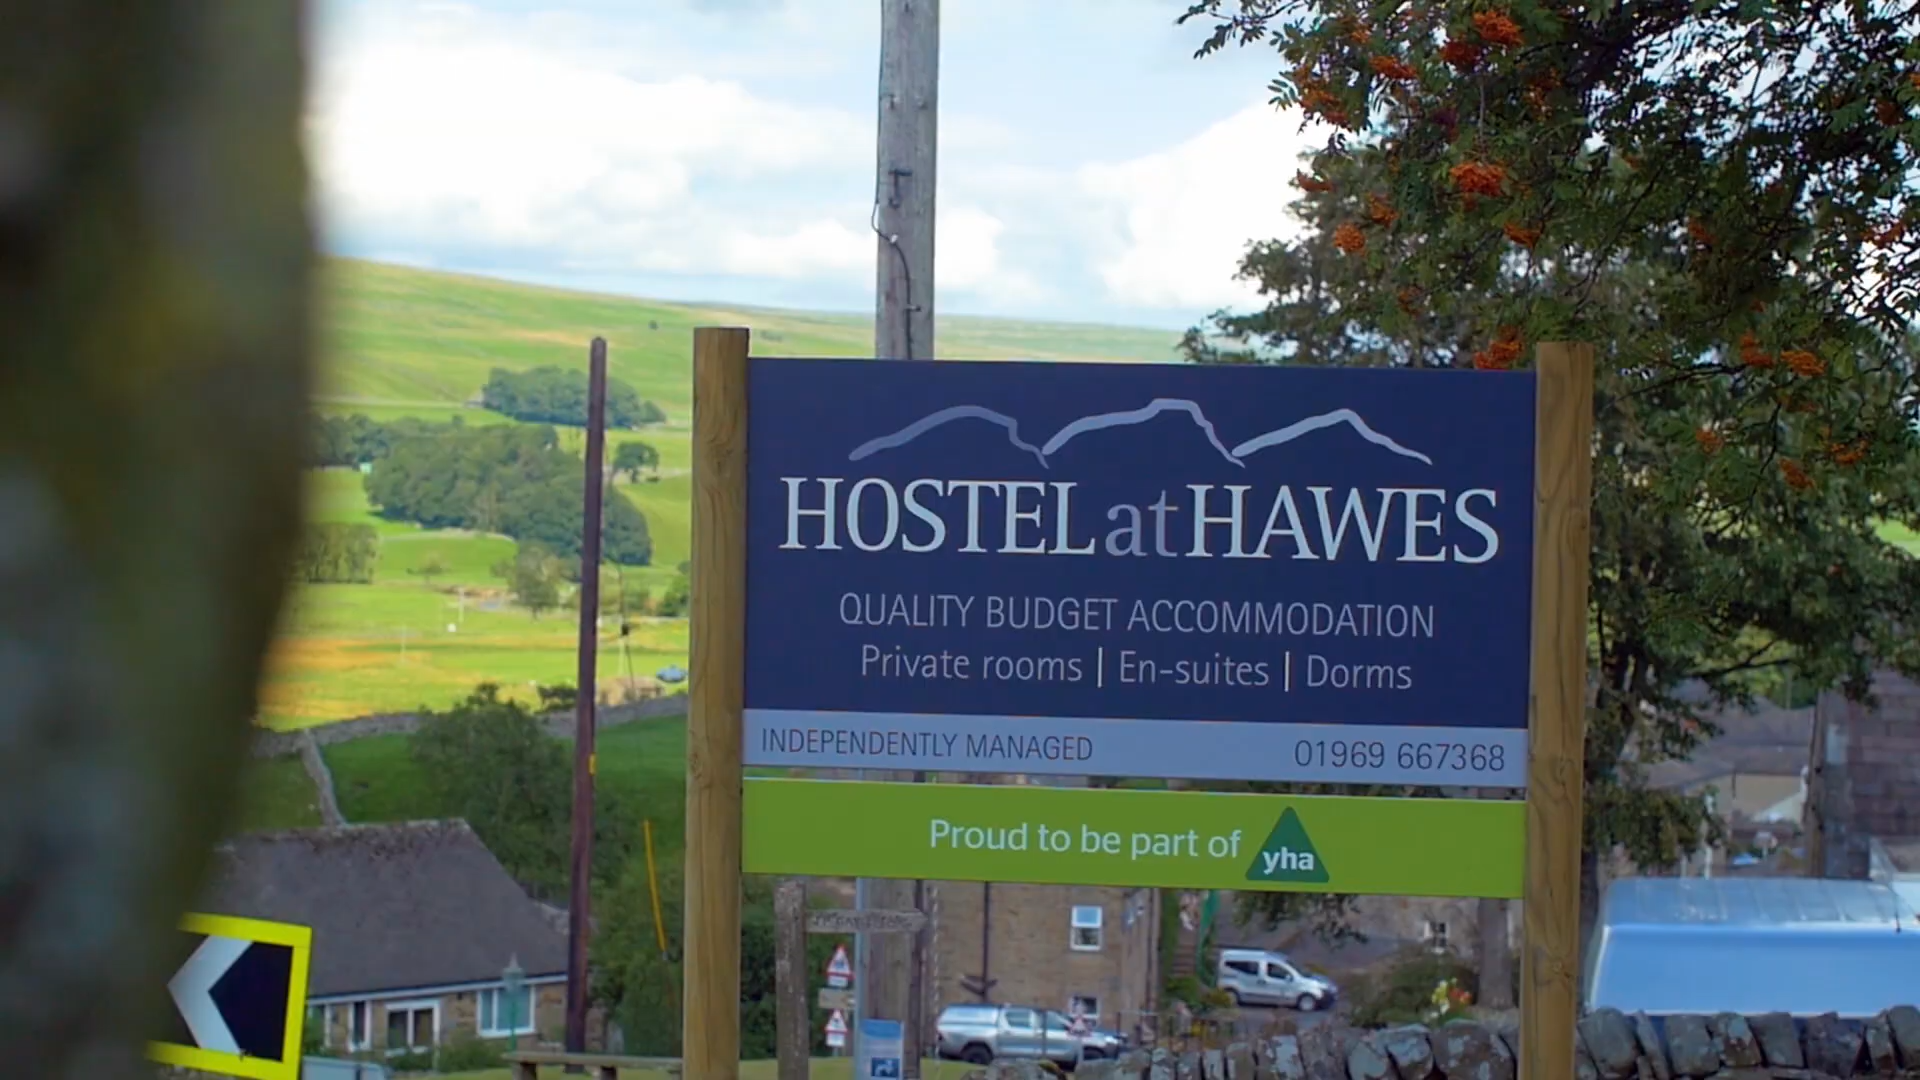 HOSTEL at HAWES
QUALITY BUDGET ACCOMMODATION
Private rooms | En-suites | Dorms
INDEPENDENTLY MANAGED 01969 667368
Proud to be part of yha